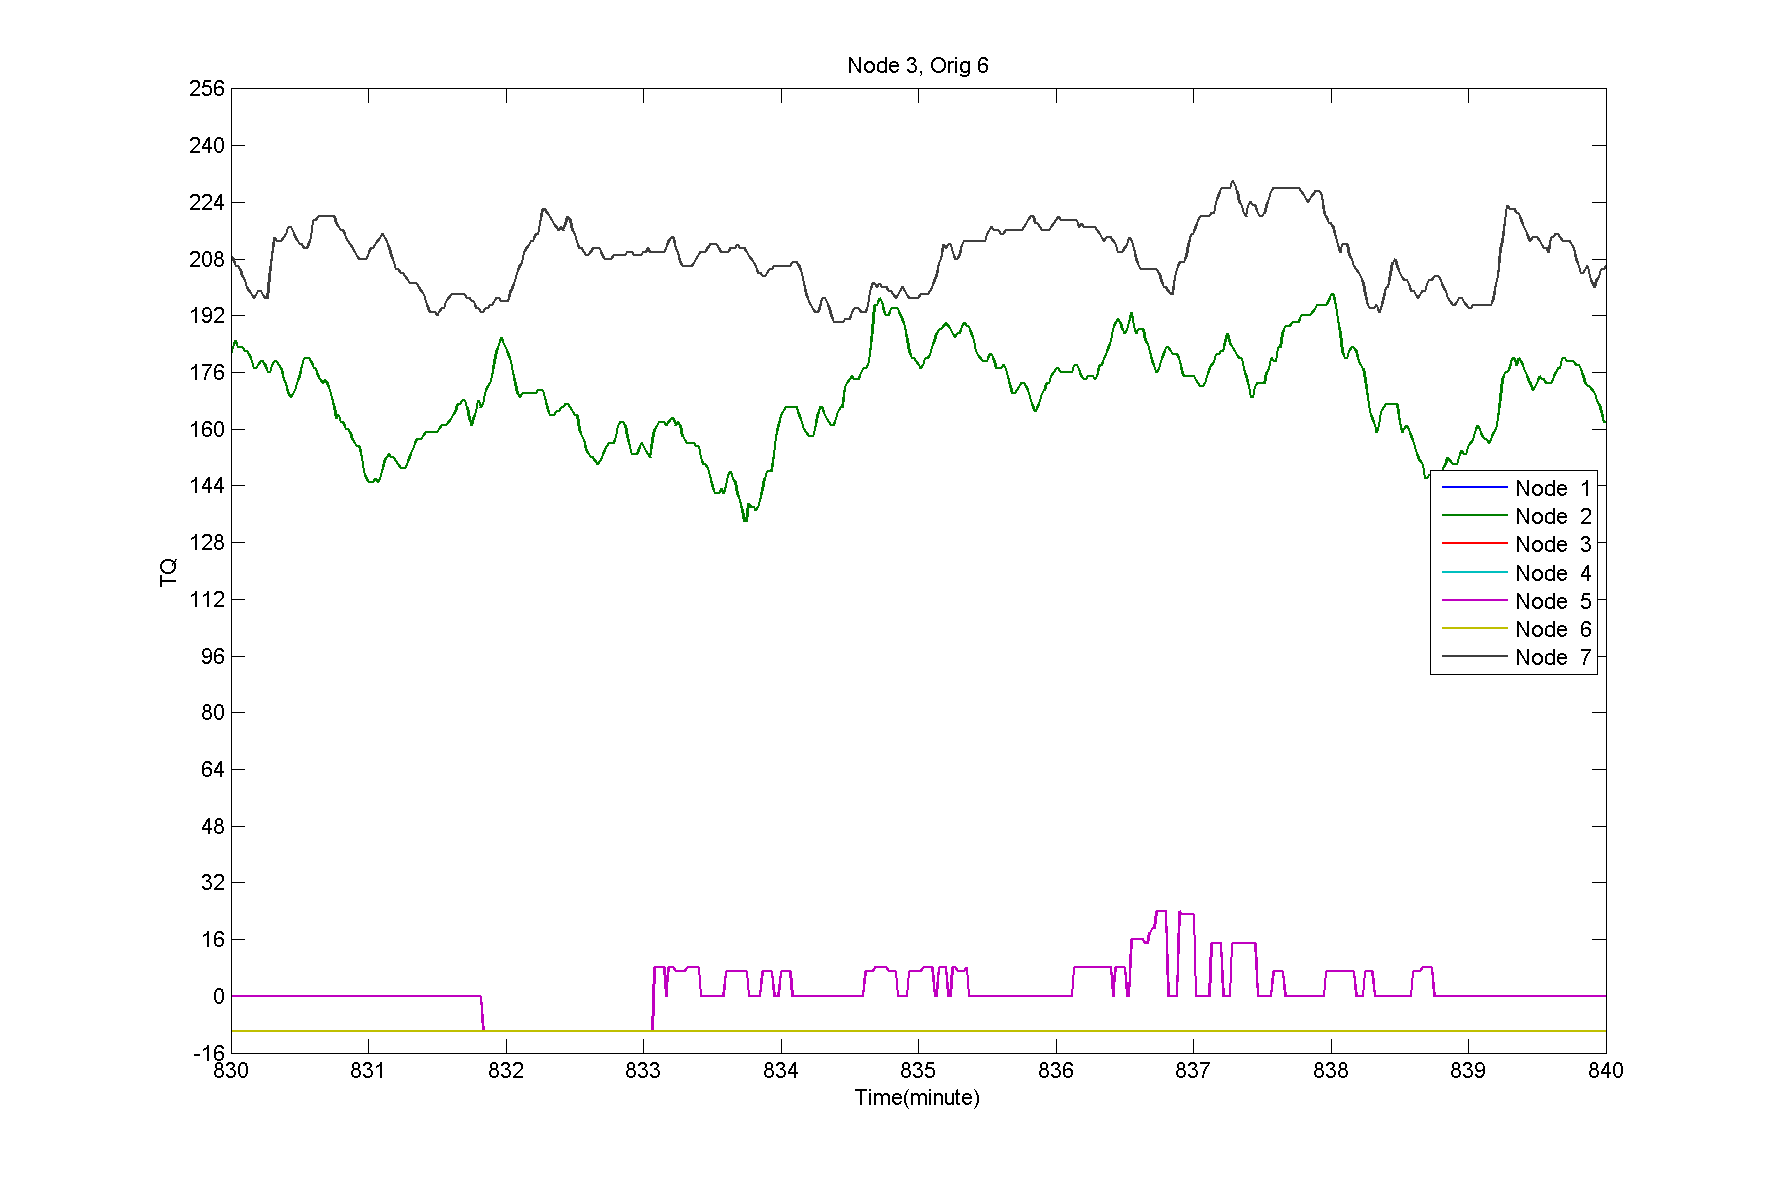 Node 3, Orig 6
256
240
224
208
192
176
160
144
128
112
96
80
64
48
32
16
0
-16
TQ
Node 1
Node 2
Node 3
Node 4
Node 5
Node 6
Node 7
830 831 832 833 834 835 836 837 838 839 840
Time(minute)